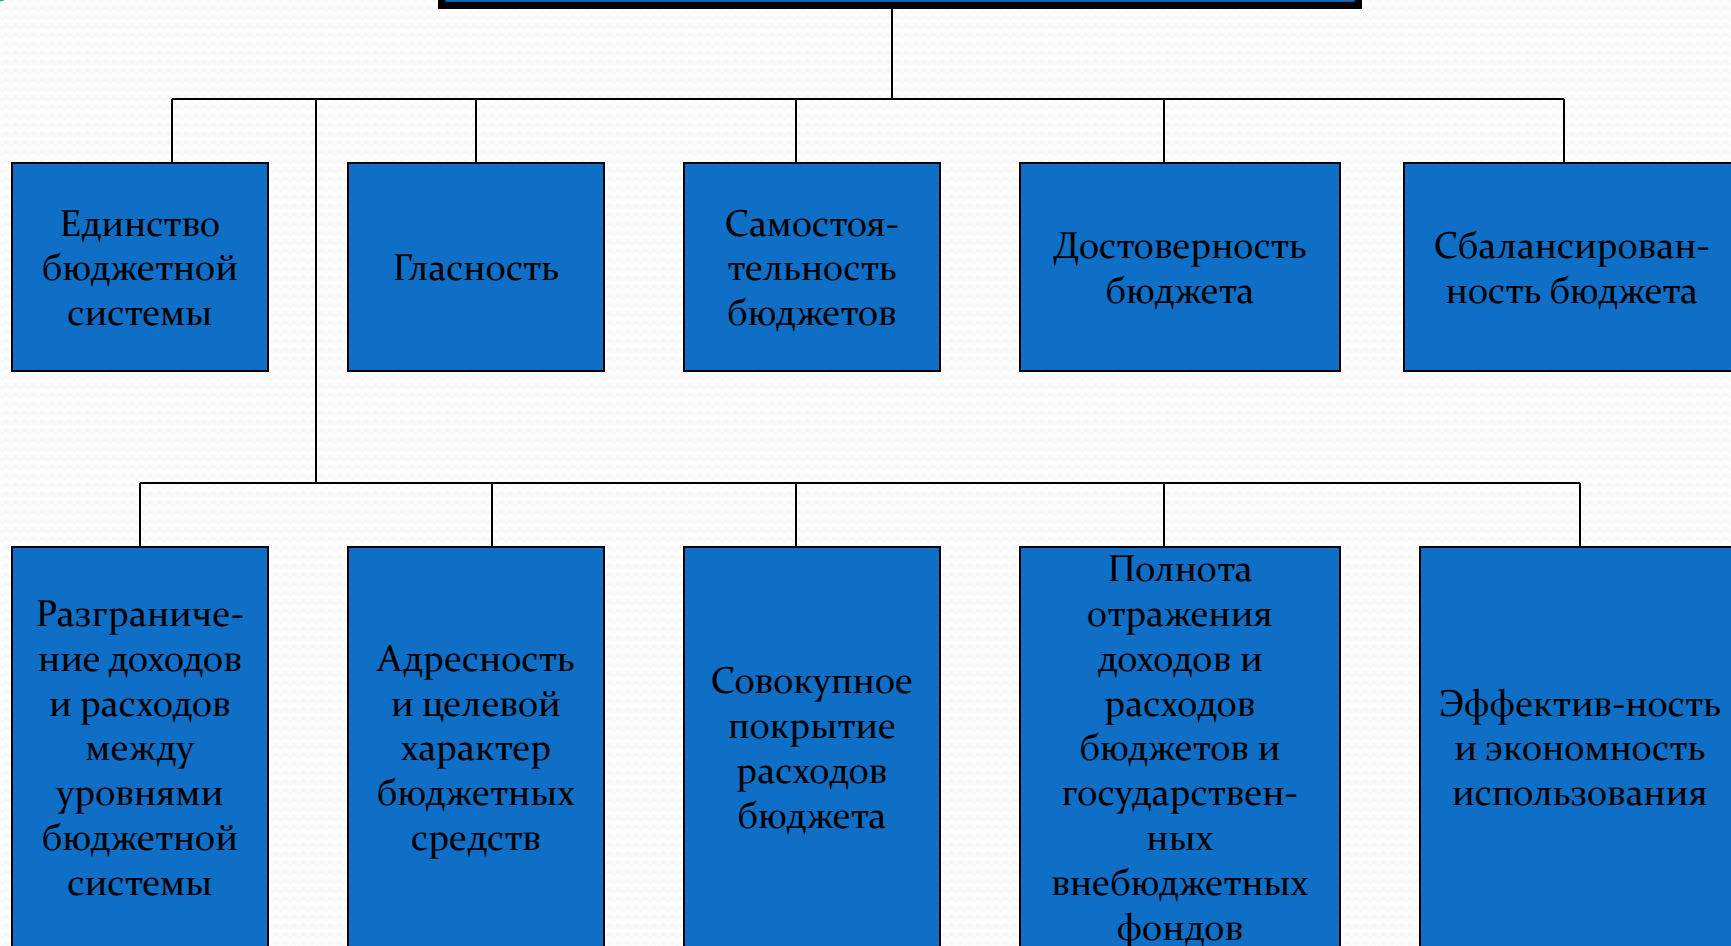 Единство
бюджетной
системы
Гласность
Самостоя-
тельность
бюджетов
Достоверность
бюджета
Сбалансирован-
ность бюджета
Разграниче-
ние доходов
и расходов
между
уровнями
бюджетной
системы
Адресность
и целевой
характер
бюджетных
средств
Совокупное
покрытие
расходов
бюджета
Полнота
отражения
доходов и
расходов
бюджетов и
государствен-
ных
внебюджетных
фондов
Эффектив-ность
и экономность
использования